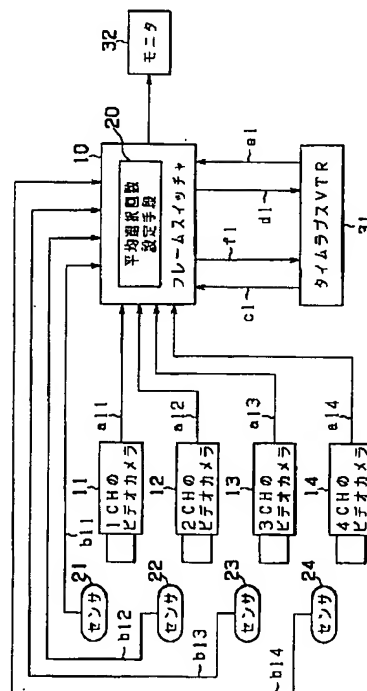 32
モニタ
10
20
平均選択回数
設定手段
フレームスイッチャ
e1
d1
f1
c1
タイムラプスVTR
31
a11
a12
a13
a14
11
1CHの
ビデオカメラ
12
2CHの
ビデオカメラ
13
3CHの
ビデオカメラ
14
4CHの
ビデオカメラ
b11
21
センサ
b12
22
センサ
b13
23
センサ
b14
24
センサ